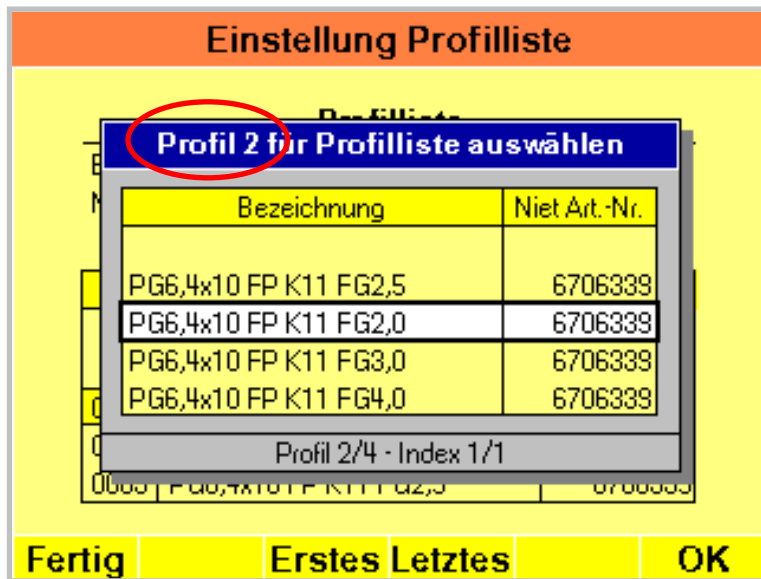 Einstellung Profilliste
Profilliste
Profil 2 für Profilliste auswählen
Bezeichnung Niet Art.-Nr.
PG6,4x10 FP K11 FG2,5 6706339
PG6,4x10 FP K11 FG2,0 6706339
PG6,4x10 FP K11 FG3,0 6706339
PG6,4x10 FP K11 FG4,0 6706339
Profil 2/4 - Index 1/1
Fertig Erstes Letztes OK